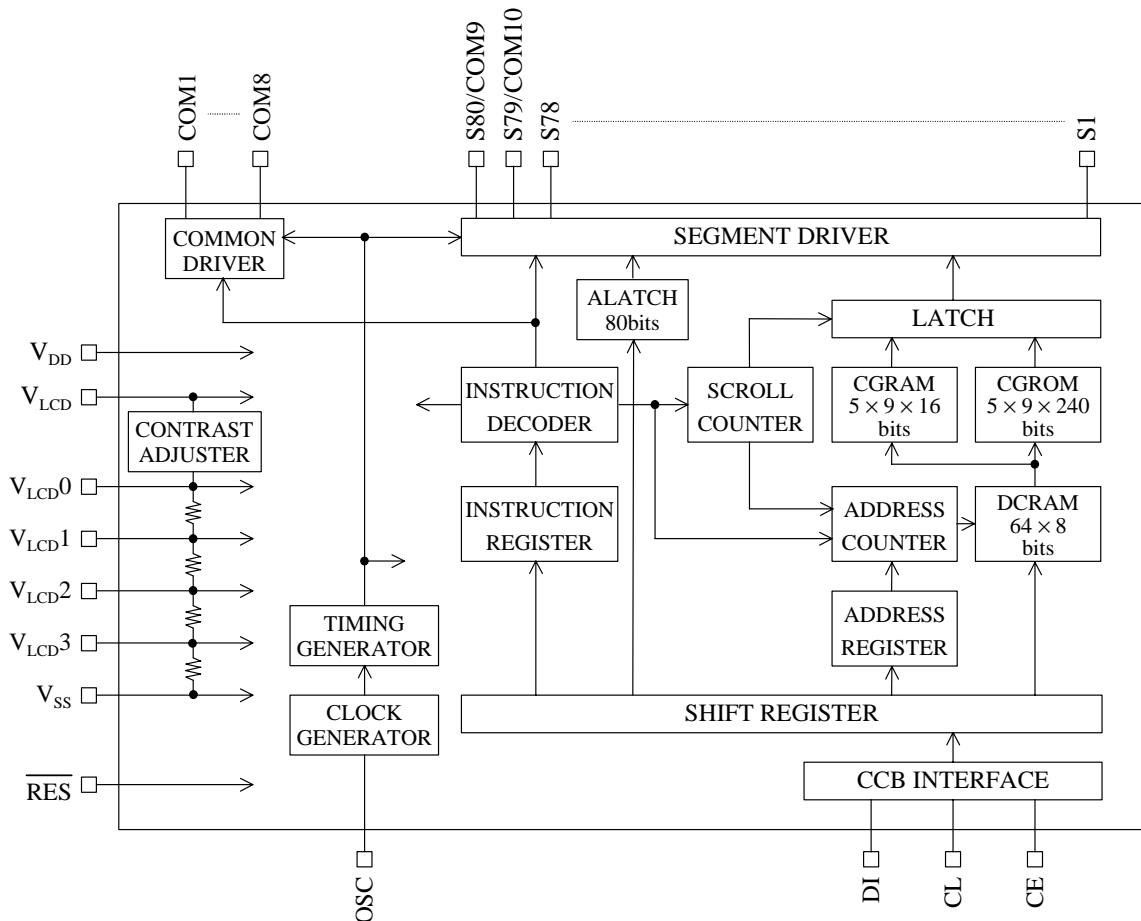 COM1
COM8
S80/COM9
S79/COM10
S78
S1
COMMON
DRIVER
SEGMENT DRIVER
ALATCH
80bits
LATCH
VDD
VLCD
CONTRAST
ADJUSTER
VLCD0
VLCD1
VLCD2
VLCD3
VSS
RES
INSTRUCTION
DECODER
SCROLL
COUNTER
CGRAM
5 × 9 × 16
bits
CGROM
5 × 9 × 240
bits
INSTRUCTION
REGISTER
ADDRESS
COUNTER
DCRAM
64 × 8
bits
TIMING
GENERATOR
ADDRESS
REGISTER
CLOCK
GENERATOR
SHIFT REGISTER
CCB INTERFACE
OSC
DI
CL
CE